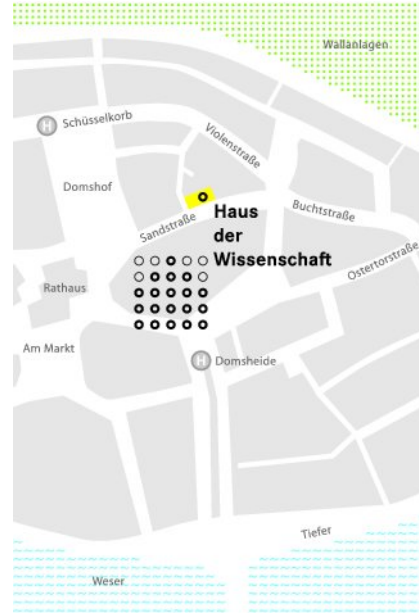 Wallanlagen
H Schüsselkorb
Violenstraße
Domshof
Buchtstraße
Sandstraße
Haus
der
Wissenschaft
Ostertorstraße
Rathaus
Am Markt
H Domsheide
Tiefer
Weser